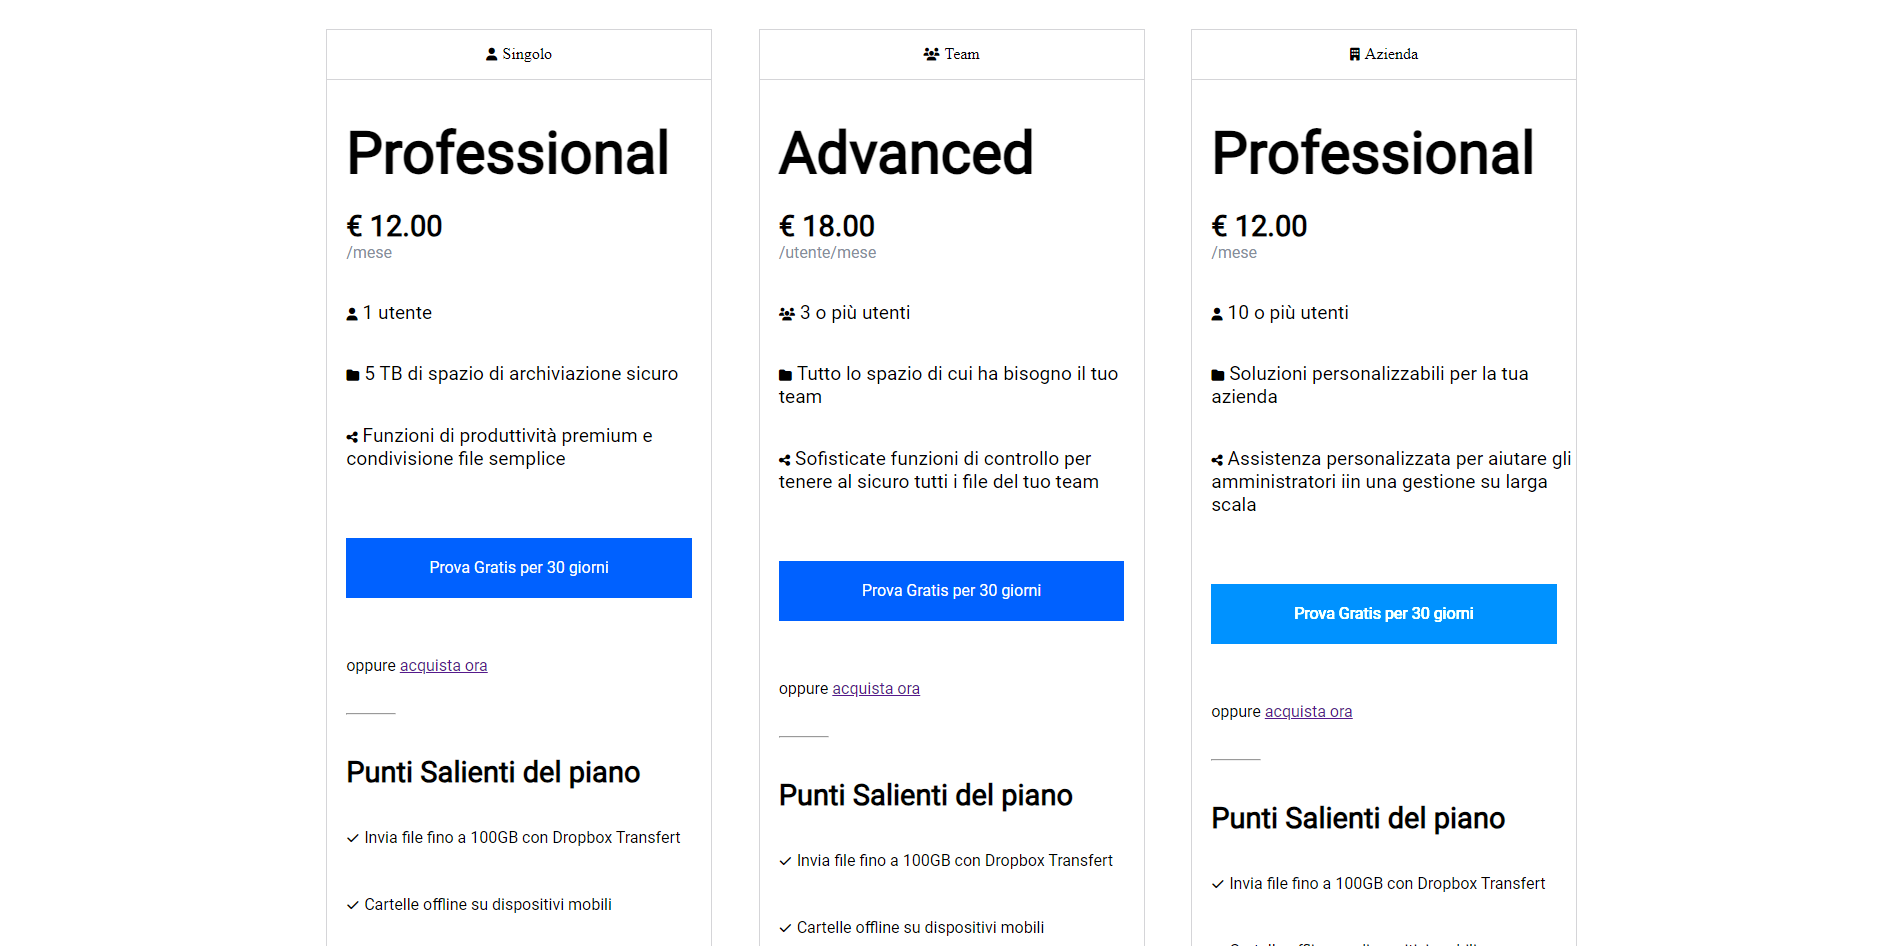 Singolo
Professional
€ 12.00
/mese
1 utente
5 TB di spazio di archiviazione sicuro
Funzioni di produttività premium e
condivisione file semplice
Prova Gratis per 30 giorni
oppure acquista ora
Punti Salienti del piano
Invia file fino a 100GB con Dropbox Transfert
Cartelle offline su dispositivi mobili
Team
Advanced
€ 18.00
/utente/mese
3 o più utenti
Tutto lo spazio di cui ha bisogno il tuo
team
Sofisticate funzioni di controllo per
tenere al sicuro tutti i file del tuo team
Prova Gratis per 30 giorni
oppure acquista ora
Punti Salienti del piano
Invia file fino a 100GB con Dropbox Transfert
Cartelle offline su dispositivi mobili
Azienda
Professional
€ 12.00
/mese
10 o più utenti
Soluzioni personalizzabili per la tua
azienda
Assistenza personalizzata per aiutare gli
amministratori iin una gestione su larga
scala
Prova Gratis per 30 giorni
oppure acquista ora
Punti Salienti del piano
Invia file fino a 100GB con Dropbox Transfert